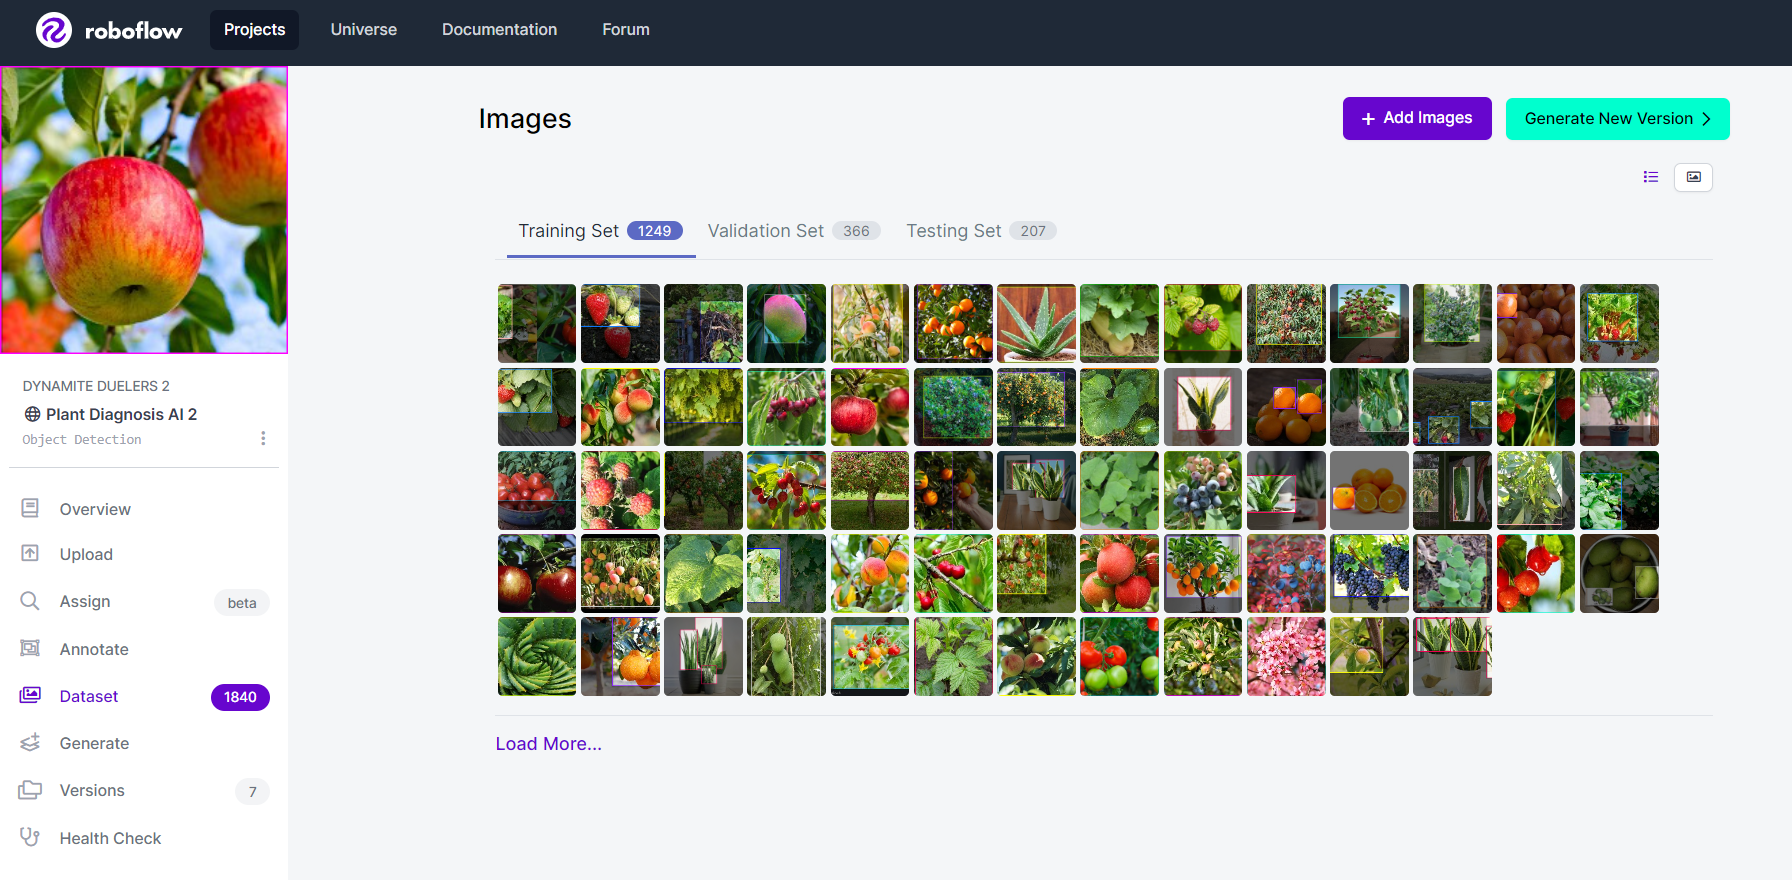 roboflow
Projects
Universe
Documentation
Forum
Images
+ Add Images
Generate New Version >
Training Set 1249
Validation Set 366
Testing Set 207
DYNAMITE DUELERS 2
Plant Diagnosis AI 2
Object Detection
Overview
Upload
Assign beta
Annotate
Dataset 1840
Generate
Versions 7
Health Check
Load More...